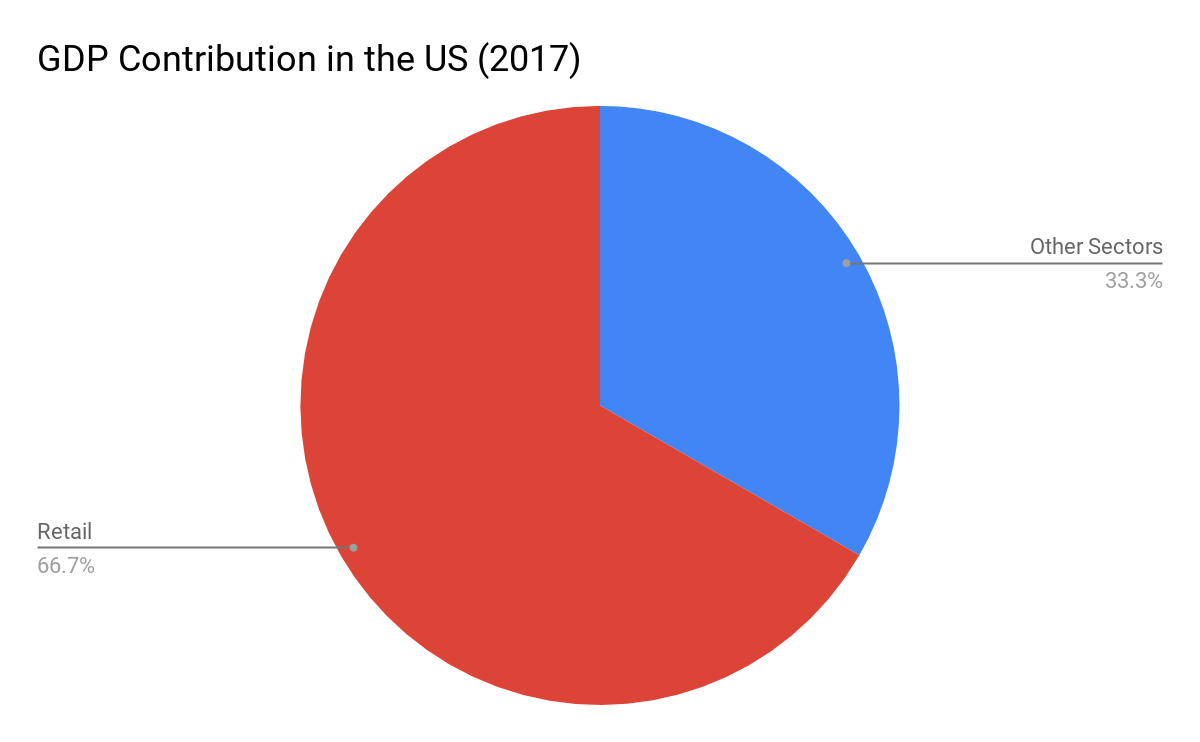 GDP Contribution in the US (2017)
Other Sectors
33.3%
Retail
66.7%